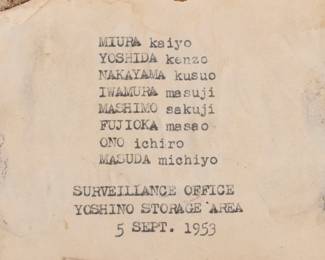 MIURA kaiyo
YOSHIDA kenzo
NAKAYAMA kusuo
IWAMURA masuji
MASHIMO sakuji
FUJIOKA masao
ONO ichiro
MASUDA michiyo
SURVEILLANCE OFFICE
YOSHINO STORAGE AREA
5 SEPT. 1953